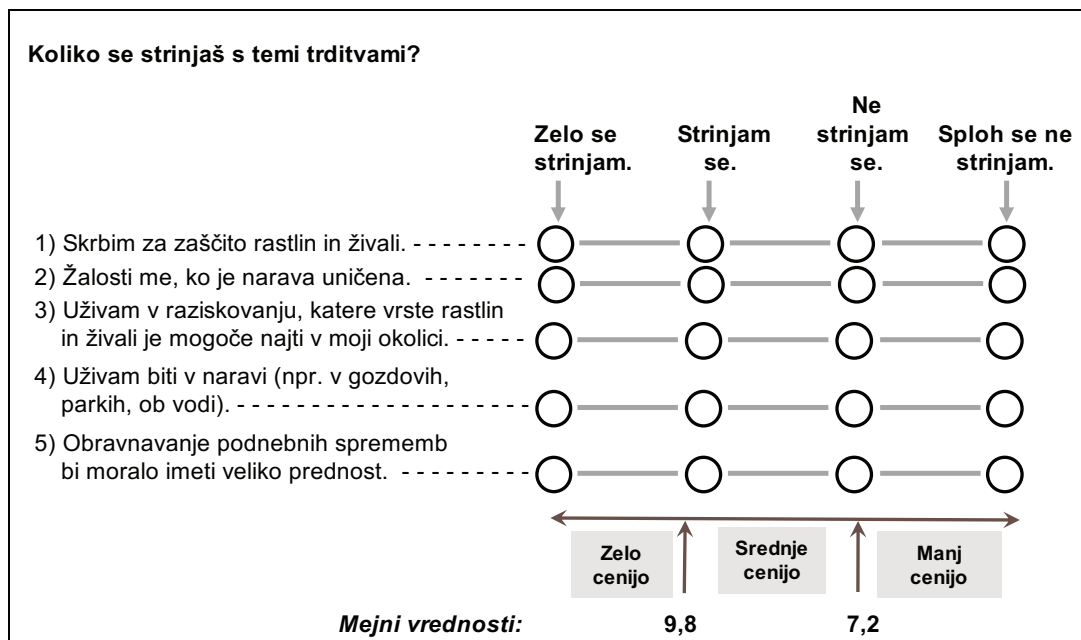 Koliko se strinjaš s temi trditvami?
Zelo se
strinjam.
Strinjam
se.
Ne
strinjam
se.
Sploh se ne
strinjam.
1) Skrbim za zaščito rastlin in živali. - - - - - - - -
2) Žalosti me, ko je narava uničena. - - - - - - -
3) Uživam v raziskovanju, katere vrste rastlin
in živali je mogoče najti v moji okolici. - - - - -
4) Uživam biti v naravi (npr. v gozdovih,
parkih, ob vodi). - - - - - - - - - - - - - - - - - - - - -
5) Obravnavanje podnebnih sprememb
bi moralo imeti veliko prednost. - - - - - - - - -
Zelo
cenijo
Srednje
cenijo
Manj
cenijo
Mejni vrednosti: 9,8 7,2